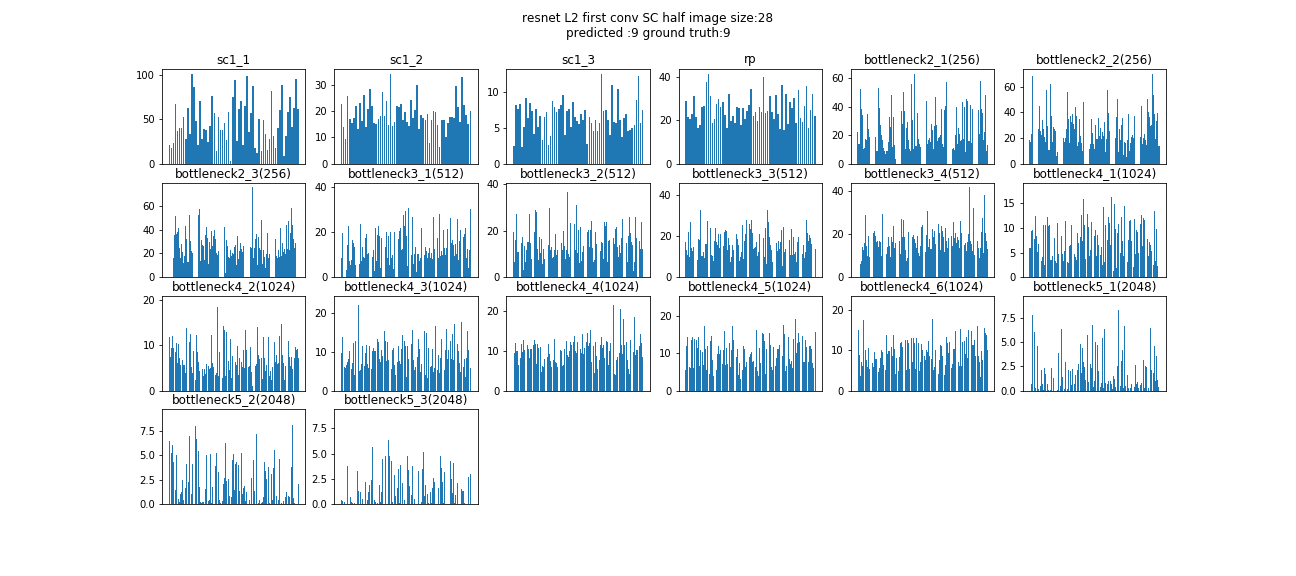 resnet L2 first conv SC half image size:28
predicted :9 ground truth:9
sc1_1 sc1_2 sc1_3 rp bottleneck2_1(256) bottleneck2_2(256)
100 50 0
30 20 10 0
10 5 0
40 20 0
60 40 20 0
60 40 20 0
bottleneck2_3(256) bottleneck3_1(512) bottleneck3_2(512) bottleneck3_3(512) bottleneck3_4(512) bottleneck4_1(1024)
60 40 20 0
40 20 0
40 20 0
40 20 0
40 20 0
15 10 5 0
bottleneck4_2(1024) bottleneck4_3(1024) bottleneck4_4(1024) bottleneck4_5(1024) bottleneck4_6(1024) bottleneck5_1(2048)
20 10 0
20 10 0
20 10 0
20 10 0
20 10 0
7.5 5.0 2.5 0.0
bottleneck5_2(2048) bottleneck5_3(2048)
7.5 5.0 2.5 0.0
7.5 5.0 2.5 0.0